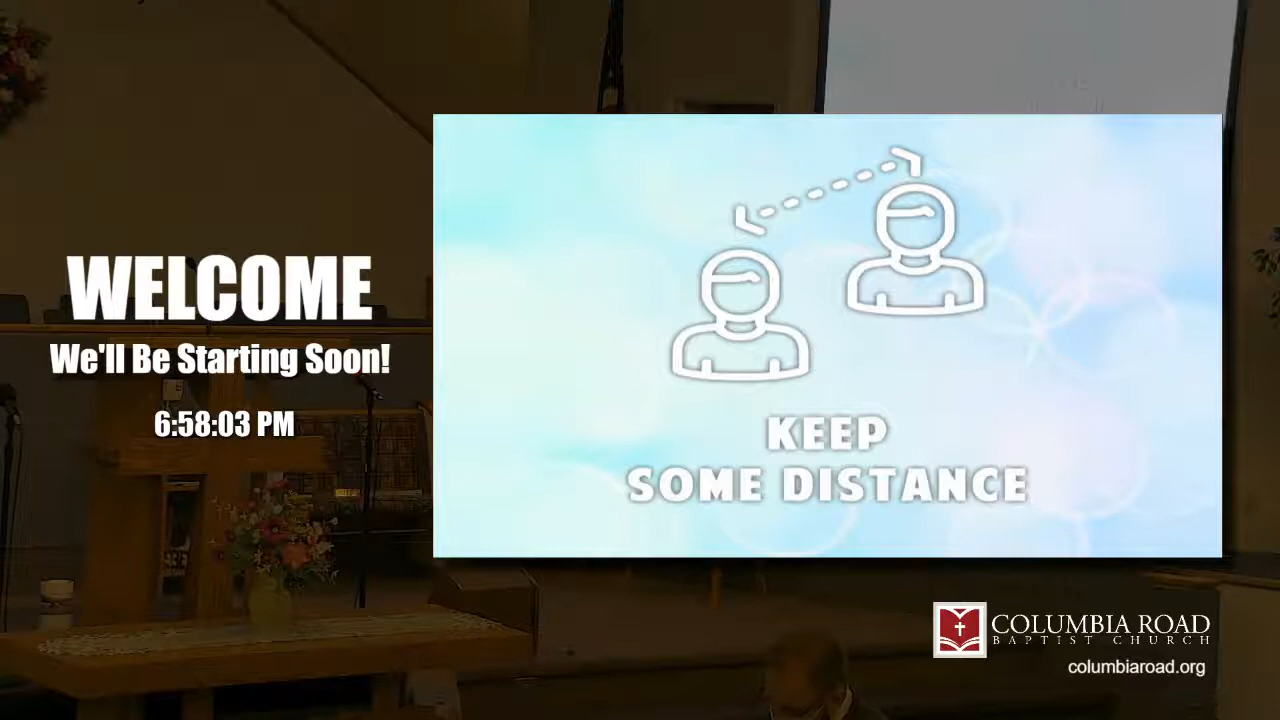 WELCOME
We'll Be Starting Soon!
6:58:03 PM
KEEP
SOME DISTANCE
COLUMBIA ROAD
BAPTIST CHURCH
columbiaroad.org